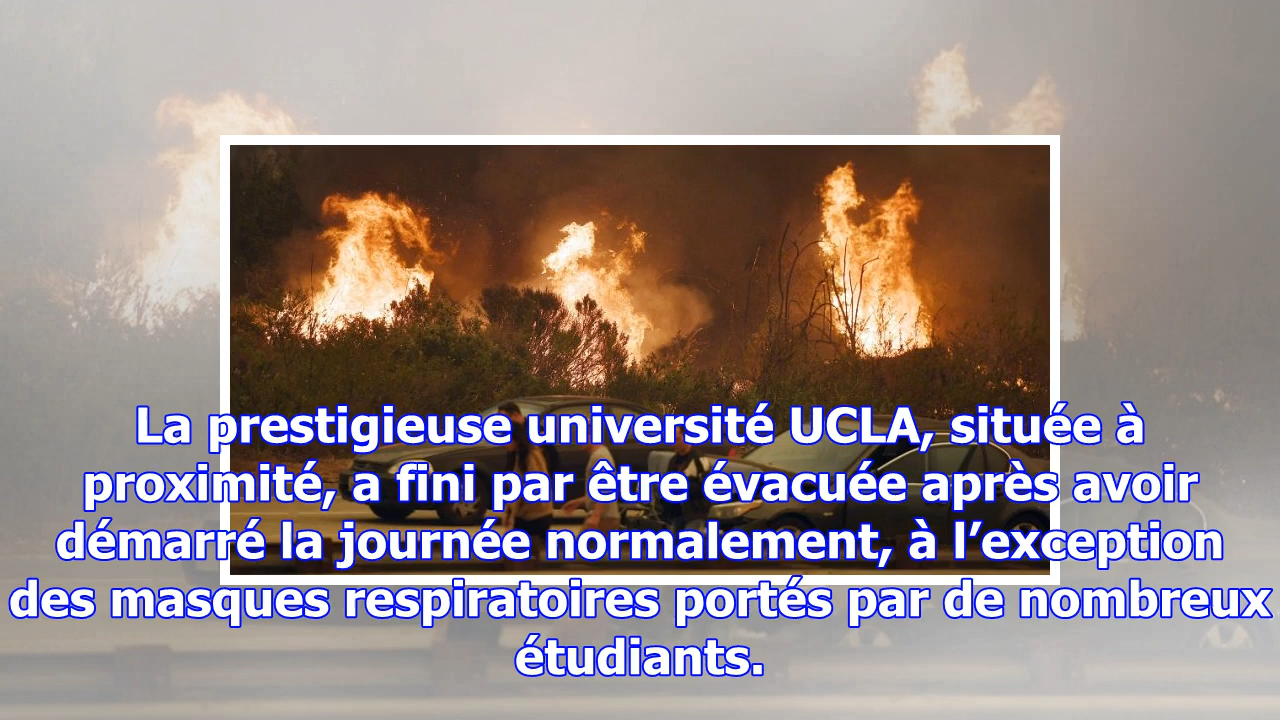 La prestigieuse université UCLA, située à
proximité, a fini par être évacuée après avoir
démarré la journée normalement, à l’exception
des masques respiratoires portés par de nombreux
étudiants.